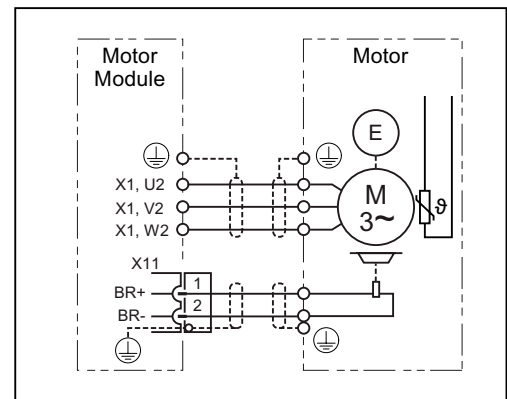 Motor
Module
Motor
E
X1, U2
X1, V2
X1, W2
M
3~
ϑ
X11
BR+
1
BR-
2